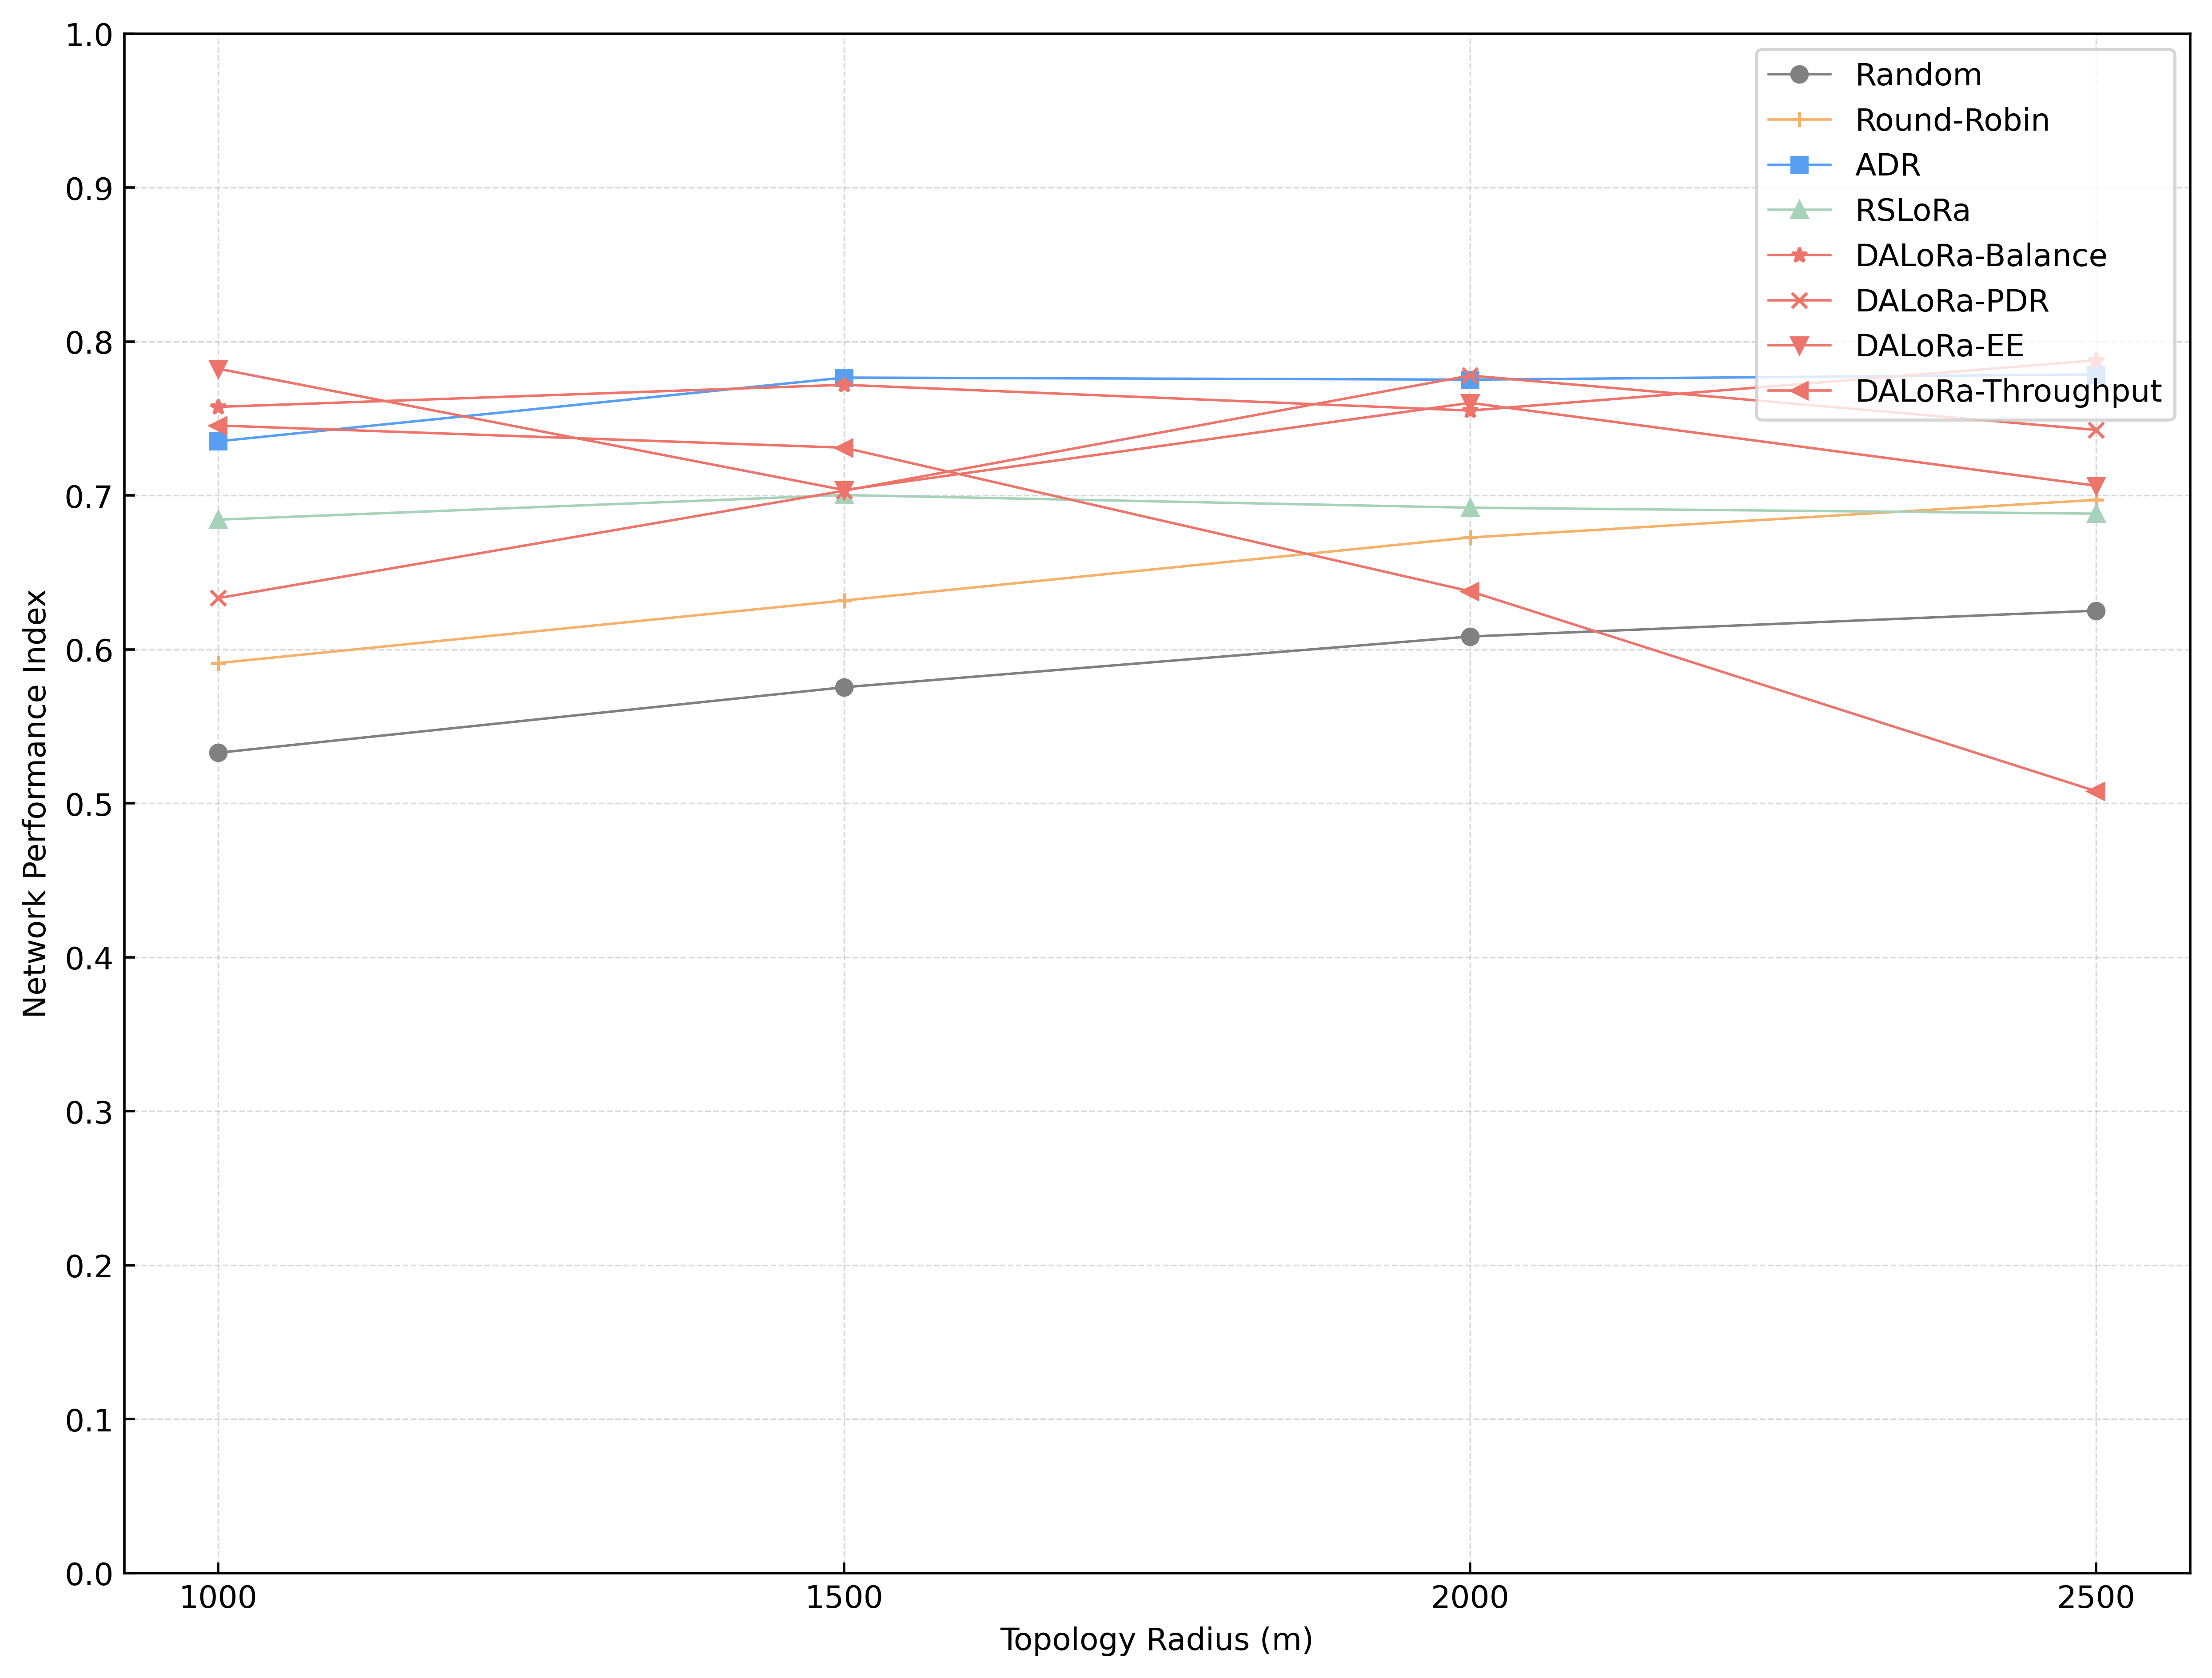 1.0
0.9
0.8
0.7
0.6
0.5
0.4
0.3
0.2
0.1
0.0
Network Performance Index
1000 1500 2000 2500
Topology Radius (m)
Random
Round-Robin
ADR
RSLoRa
DALoRa-Balance
DALoRa-PDR
DALoRa-EE
DALoRa-Throughput